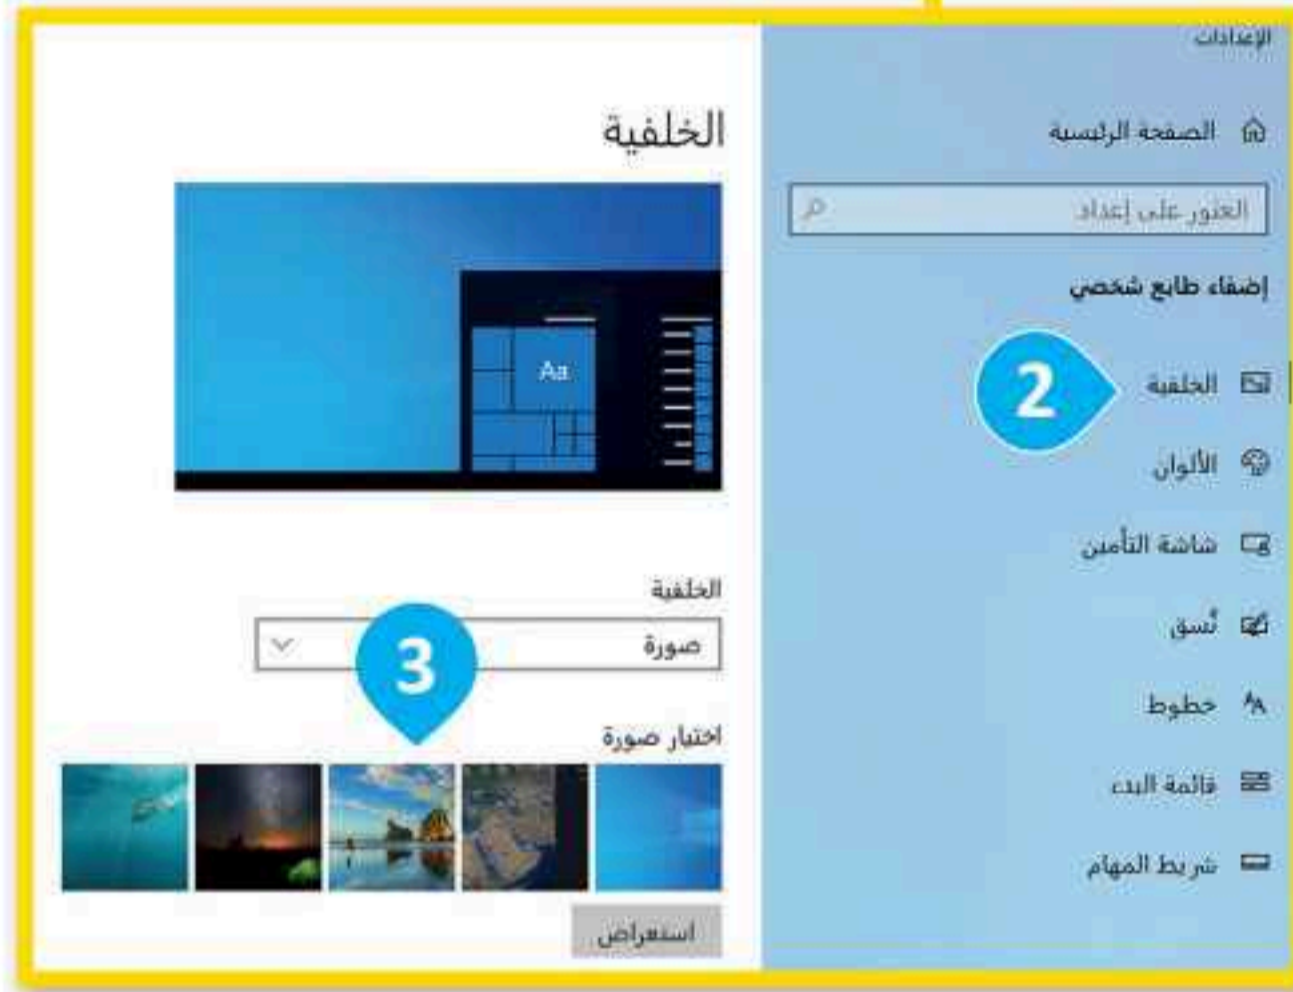 الإعدادات
الصفحة الرئيسية
العثور على إعداد
إضفاء طابع شخصي
2
الخلفية
الألوان
شاشة التأمين
نُسق
خطوط
قائمة البدء
شريط المهام
الخلفية
Aa
الخلفية
صورة
3
اختيار صورة
استعراض